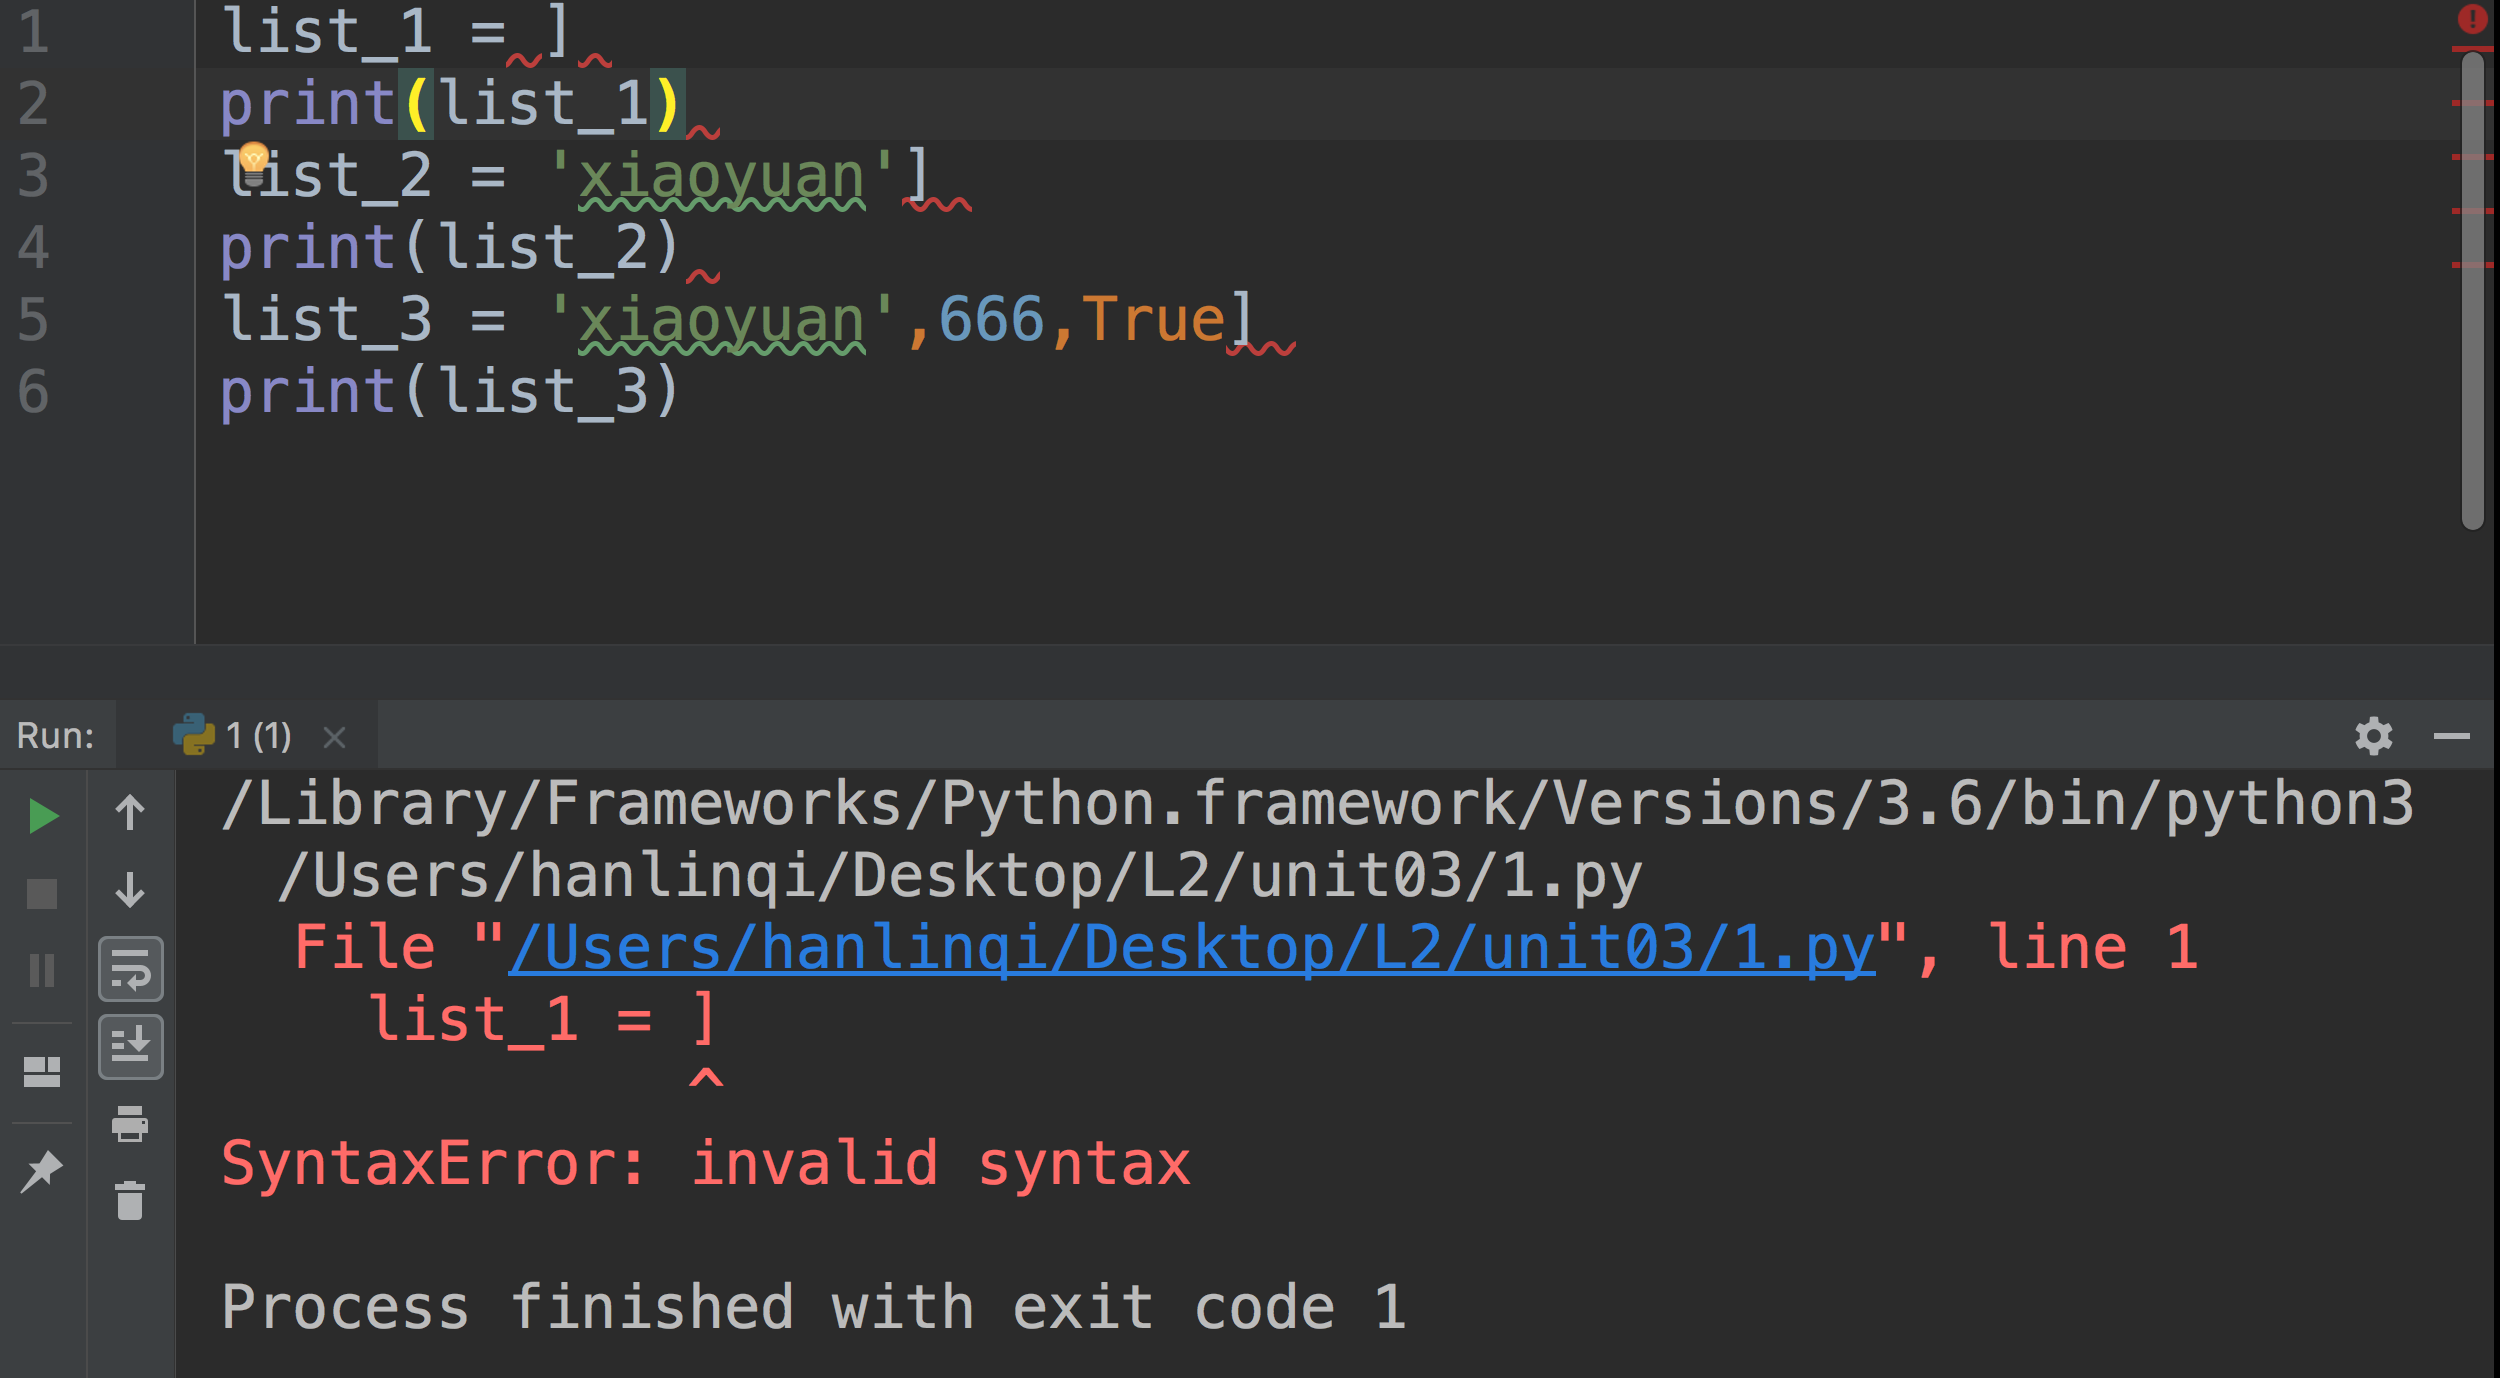 1 list_1 = ]
2 print(list_1)
3 list_2 = 'xiaoyuan']
4 print(list_2)
5 list_3 = 'xiaoyuan',666,True]
6 print(list_3)
Run: 1 (1)
/Library/Frameworks/Python.framework/Versions/3.6/bin/python3
/Users/hanlinqi/Desktop/L2/unit03/1.py
File "/Users/hanlinqi/Desktop/L2/unit03/1.py", line 1
list_1 = ]
^
SyntaxError: invalid syntax
Process finished with exit code 1